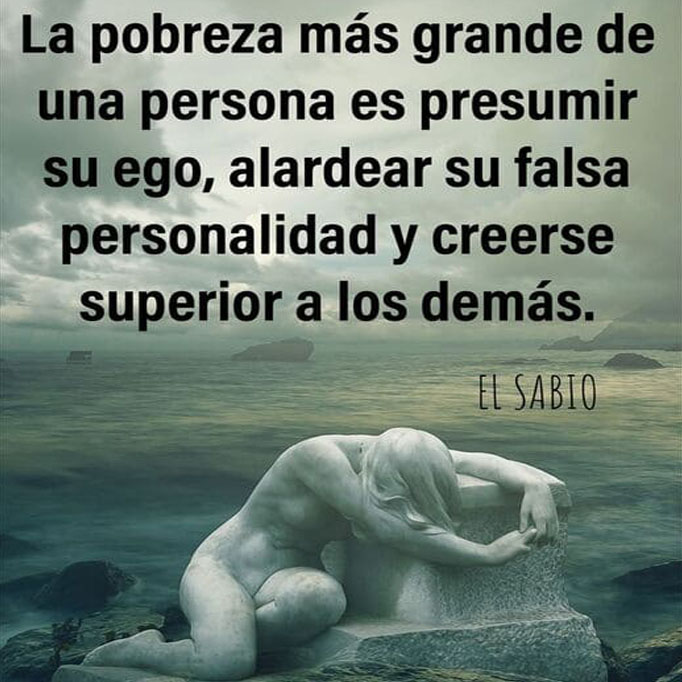 La pobreza más grande de
una persona es presumir
su ego, alardear su falsa
personalidad y creerse
superior a los demás.
EL SABIO